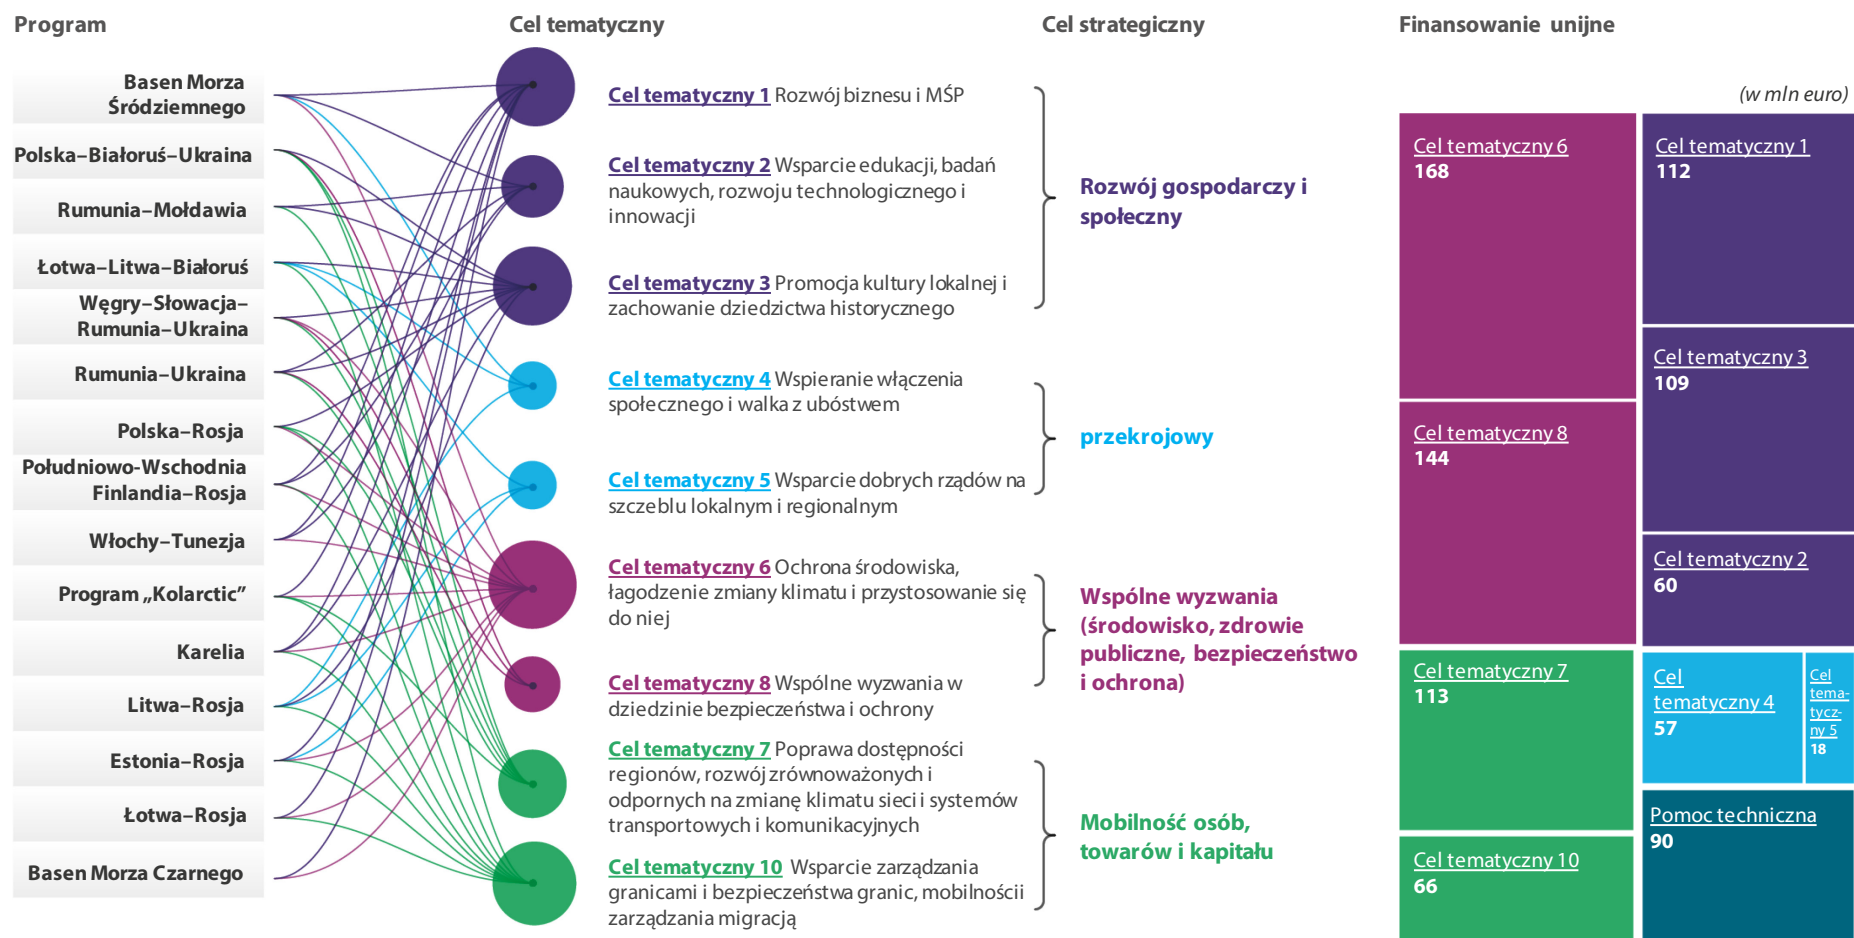 Program
Cel tematyczny
Cel strategiczny
Finansowanie unijne
(w mln euro)
Basen Morza
Śródziemnego
Polska–Białoruś–Ukraina
Rumunia–Mołdawia
Łotwa–Litwa–Białoruś
Węgry–Słowacja–
Rumunia–Ukraina
Rumunia–Ukraina
Polska–Rosja
Południowo-Wschodnia
Finlandia–Rosja
Włochy–Tunezja
Program „Kolarctic”
Karelia
Litwa–Rosja
Estonia–Rosja
Łotwa–Rosja
Basen Morza Czarnego
Cel tematyczny 1 Rozwój biznesu i MŚP
Cel tematyczny 2 Wsparcie edukacji, badań
naukowych, rozwoju technologicznego i
innowacji
Cel tematyczny 3 Promocja kultury lokalnej i
zachowanie dziedzictwa historycznego
Cel tematyczny 4 Wspieranie włączenia
społecznego i walka z ubóstwem
Cel tematyczny 5 Wsparcie dobrych rządów na
szczeblu lokalnym i regionalnym
Cel tematyczny 6 Ochrona środowiska,
łagodzenie zmiany klimatu i przystosowanie się
do niej
Cel tematyczny 8 Wspólne wyzwania w
dziedzinie bezpieczeństwa i ochrony
Cel tematyczny 7 Poprawa dostępności
regionów, rozwój zrównoważonych i
odpornych na zmianę klimatu sieci i systemów
transportowych i komunikacyjnych
Cel tematyczny 10 Wsparcie zarządzania
granicami i bezpieczeństwa granic, mobilnościi
zarządzania migracją
Rozwój gospodarczy i
społeczny
przekrojowy
Wspólne wyzwania
(środowisko, zdrowie
publiczne, bezpieczeństwo
i ochrona)
Mobilność osób,
towarów i kapitału
Cel tematyczny 6
168
Cel tematyczny 8
144
Cel tematyczny 7
113
Cel tematyczny 10
66
Cel tematyczny 1
112
Cel tematyczny 3
109
Cel tematyczny 2
60
Cel
tematyczny 4
57
Cel
tema-
tycz-
ny 5
18
Pomoc techniczna
90